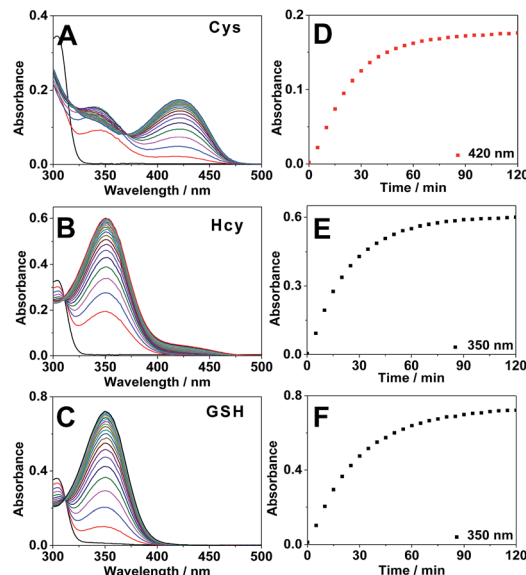 A
Cys
Absorbance
0.4
0.2
0.0
300 350 400 450 500
Wavelength / nm
D
Absorbance
0.2
0.1
0.0
420 nm
0 30 60 90 120
Time / min
B
Hcy
Absorbance
0.6
0.4
0.2
0.0
300 350 400 450 500
Wavelength / nm
E
Absorbance
0.6
0.3
0.0
350 nm
0 30 60 90 120
Time / min
C
GSH
Absorbance
0.8
0.4
0.0
300 350 400 450 500
Wavelength / nm
F
Absorbance
0.8
0.4
0.0
350 nm
0 30 60 90 120
Time / min